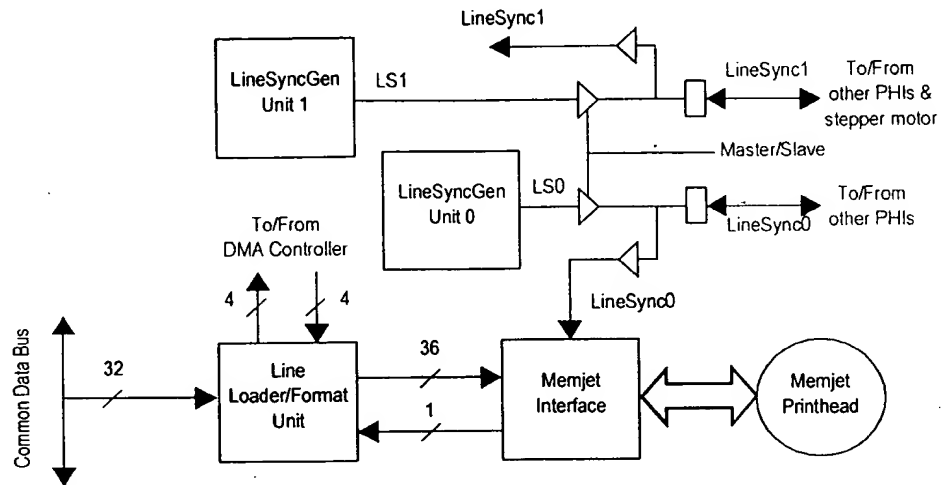 LineSync1
LineSyncGen
Unit 1
LS1
LineSync1
To/From
other PHIs &
stepper motor
Master/Slave
LineSyncGen
Unit 0
LS0
LineSync0
To/From
other PHIs
To/From
DMA Controller
4
4
LineSync0
Common Data Bus
32
Line
Loader/Format
Unit
36
1
Memjet
Interface
Memjet
Printhead